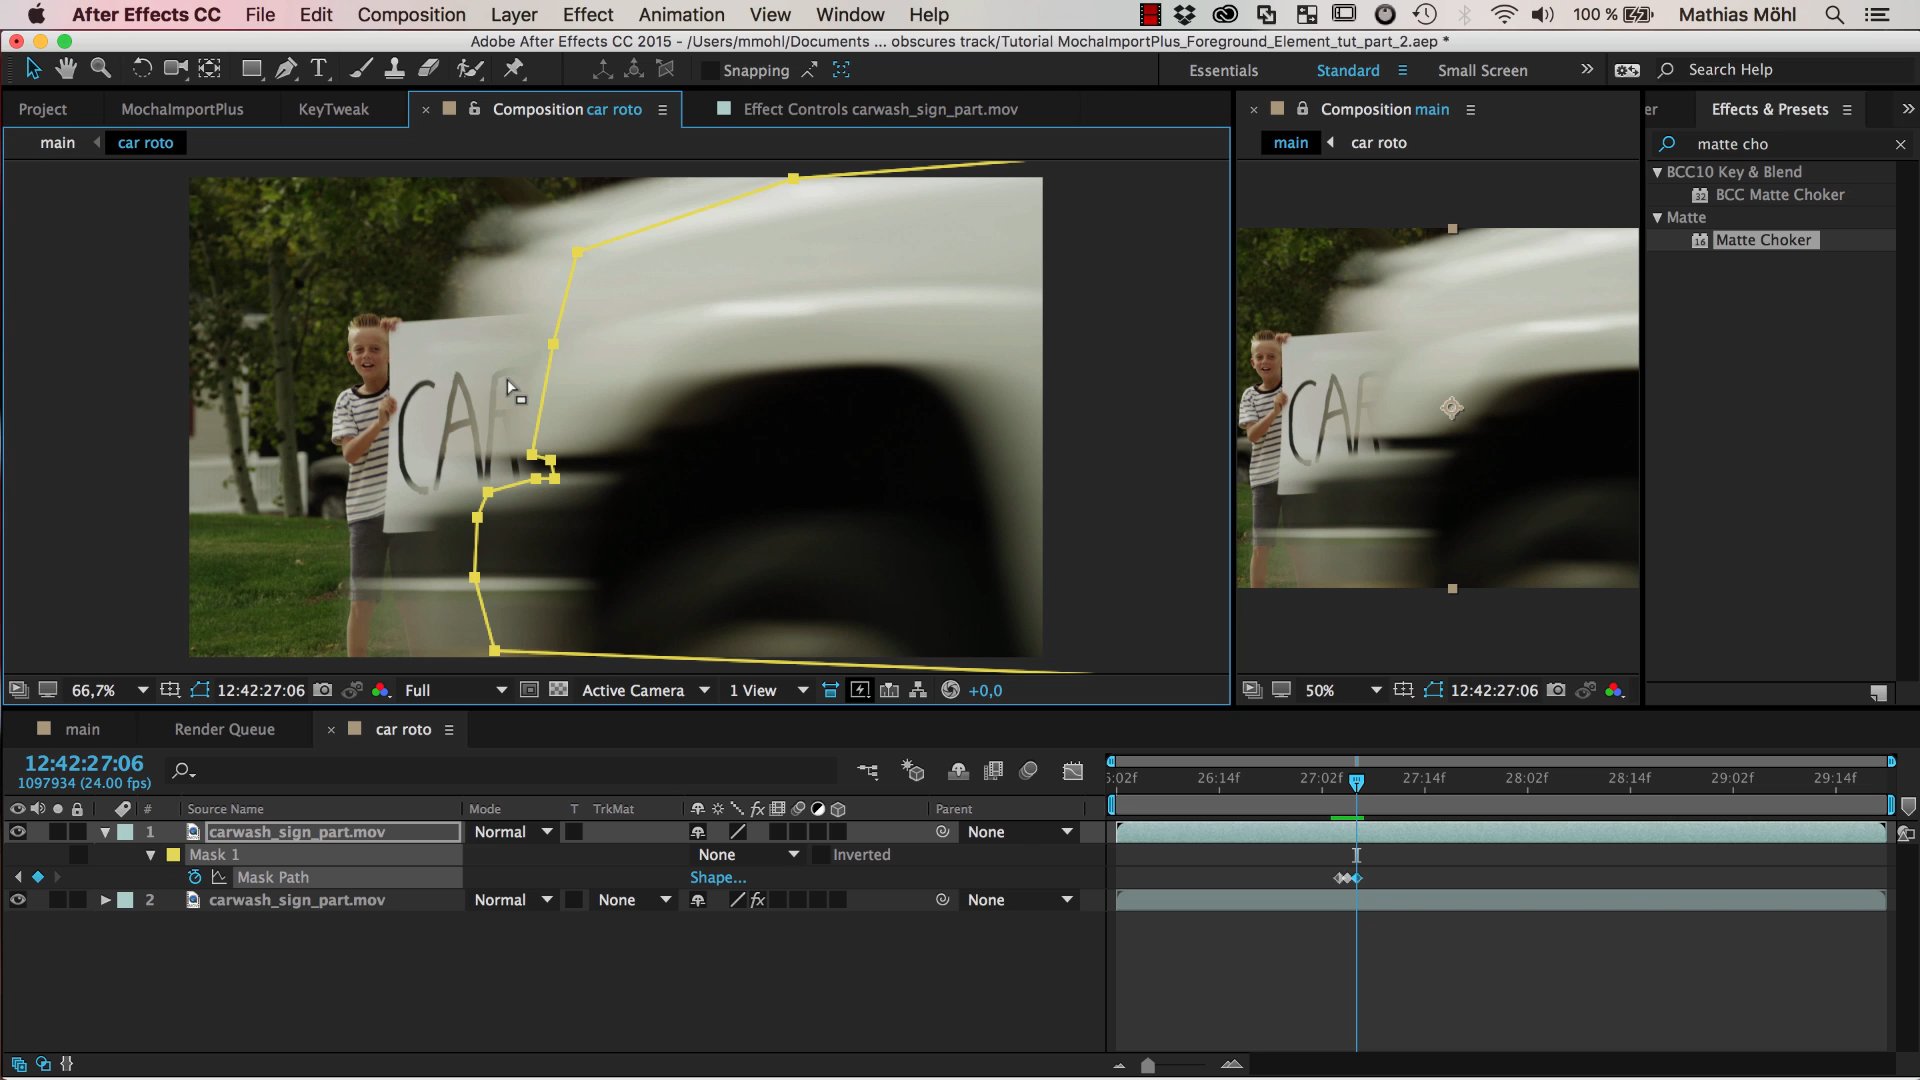 After Effects CC File Edit Composition Layer Effect Animation View Window Help 100 % Mathias Möhl
Adobe After Effects CC 2015 - /Users/mmohl/Documents ... obscures track/Tutorial MochaImportPlus_Foreground_Element_tut_part_2.aep *
Snapping Essentials Standard Small Screen Search Help
Project MochaImportPlus KeyTweak Composition car roto Effect Controls carwash_sign_part.mov Composition main er Effects & Presets
main car roto main car roto matte cho
BCC10 Key & Blend
32 BCC Matte Choker
Matte
16 Matte Choker
CAR
CAR
66,7% 12:42:27:06 Full Active Camera 1 View +0,0 50% 12:42:27:06
main Render Queue car roto
12:42:27:06
1097934 (24.00 fps)
:02f 26:14f 27:02f 27:14f 28:02f 28:14f 29:02f 29:14f
# Source Name Mode T TrkMat fx Parent
1 carwash_sign_part.mov Normal None
Mask 1 None Inverted
Mask Path Shape...
2 carwash_sign_part.mov Normal None fx None